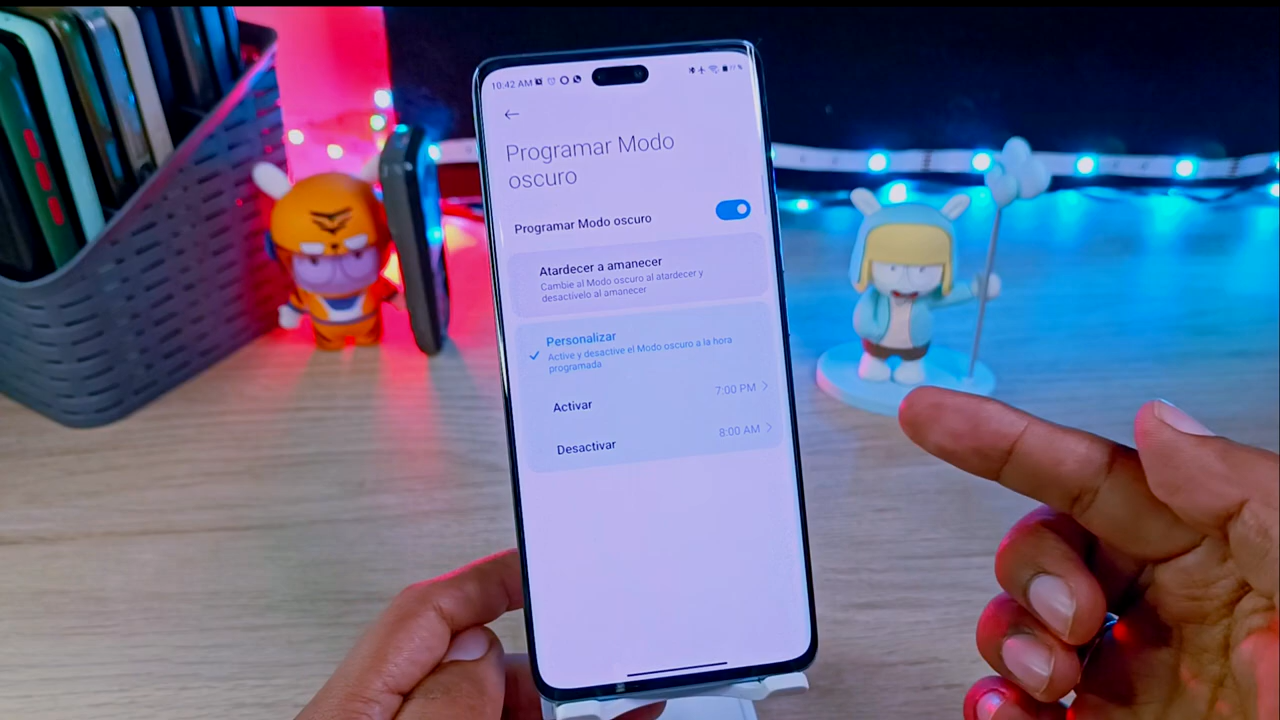 10:42 AM
Programar Modo
oscuro
Programar Modo oscuro
Atardecer a amanecer
Cambie al Modo oscuro al atardecer y
desactívelo al amanecer
Personalizar
Active y desactive el Modo oscuro a la hora
programada
Activar 7:00 PM
Desactivar 8:00 AM